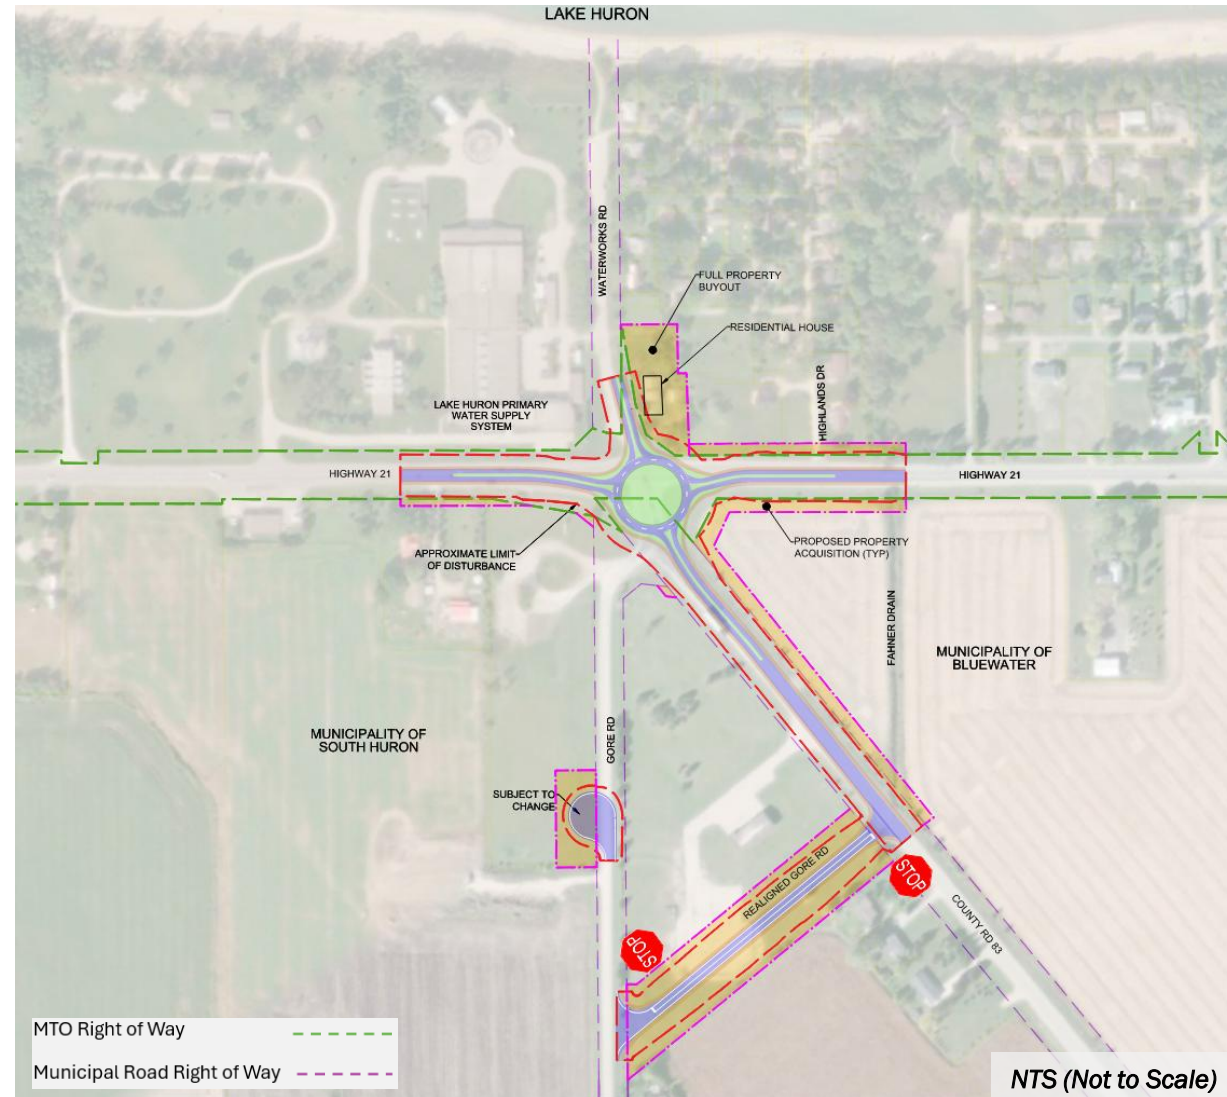 LAKE HURON
WATERWORKS RD
FULL PROPERTY
BUYOUT
RESIDENTIAL HOUSE
HIGHLANDS DR
LAKE HURON PRIMARY
WATER SUPPLY
SYSTEM
HIGHWAY 21
HIGHWAY 21
APPROXIMATE LIMIT
OF DISTURBANCE
PROPOSED PROPERTY
ACQUISITION (TYP)
FAHNER DRAIN
MUNICIPALITY OF
BLUEWATER
MUNICIPALITY OF
SOUTH HURON
GORE RD
SUBJECT TO
CHANGE
REALIGNED GORE RD
STOP
COUNTY RD 83
STOP
MTO Right of Way
Municipal Road Right of Way
NTS (Not to Scale)